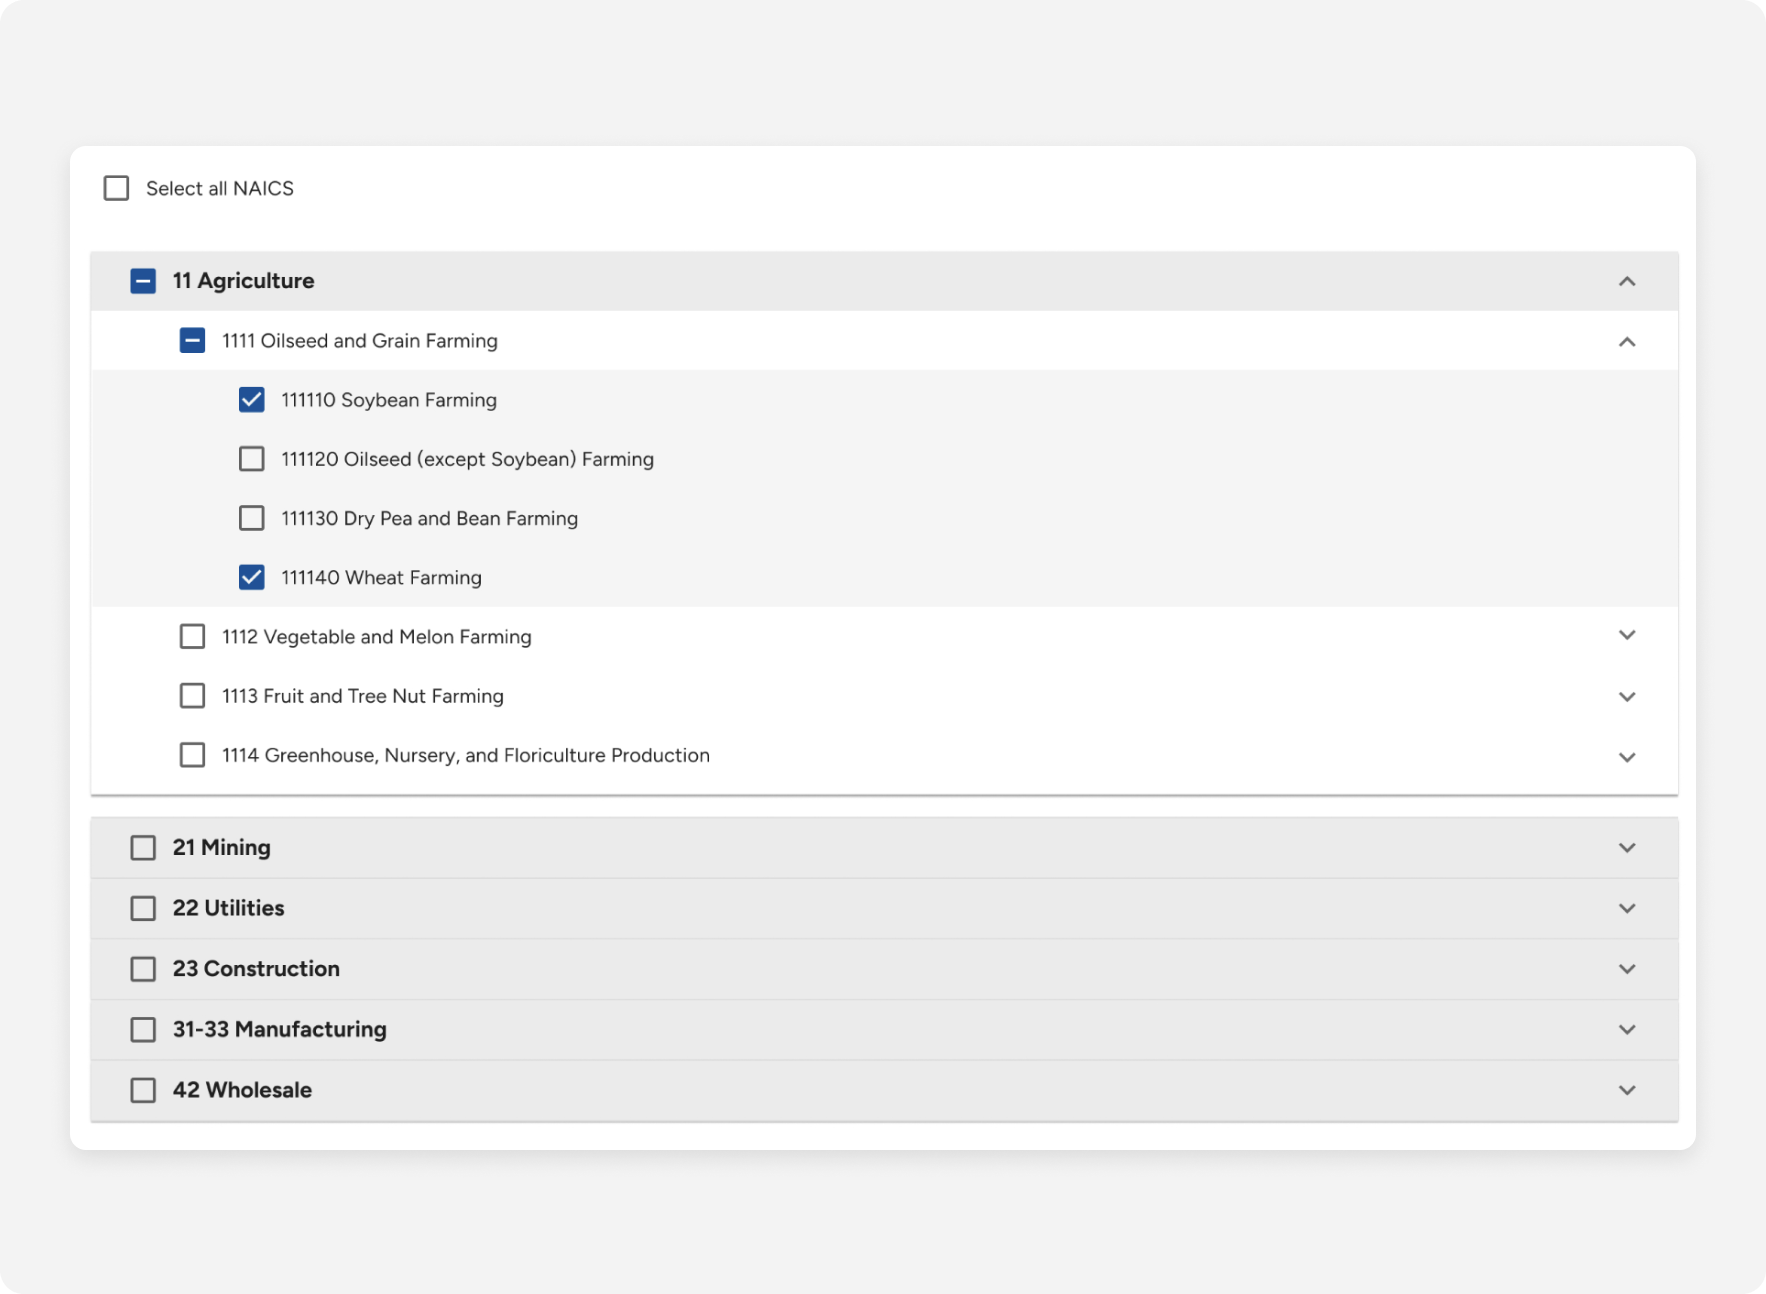 Select all NAICS
11 Agriculture
1111 Oilseed and Grain Farming
111110 Soybean Farming
111120 Oilseed (except Soybean) Farming
111130 Dry Pea and Bean Farming
111140 Wheat Farming
1112 Vegetable and Melon Farming
1113 Fruit and Tree Nut Farming
1114 Greenhouse, Nursery, and Floriculture Production
21 Mining
22 Utilities
23 Construction
31-33 Manufacturing
42 Wholesale